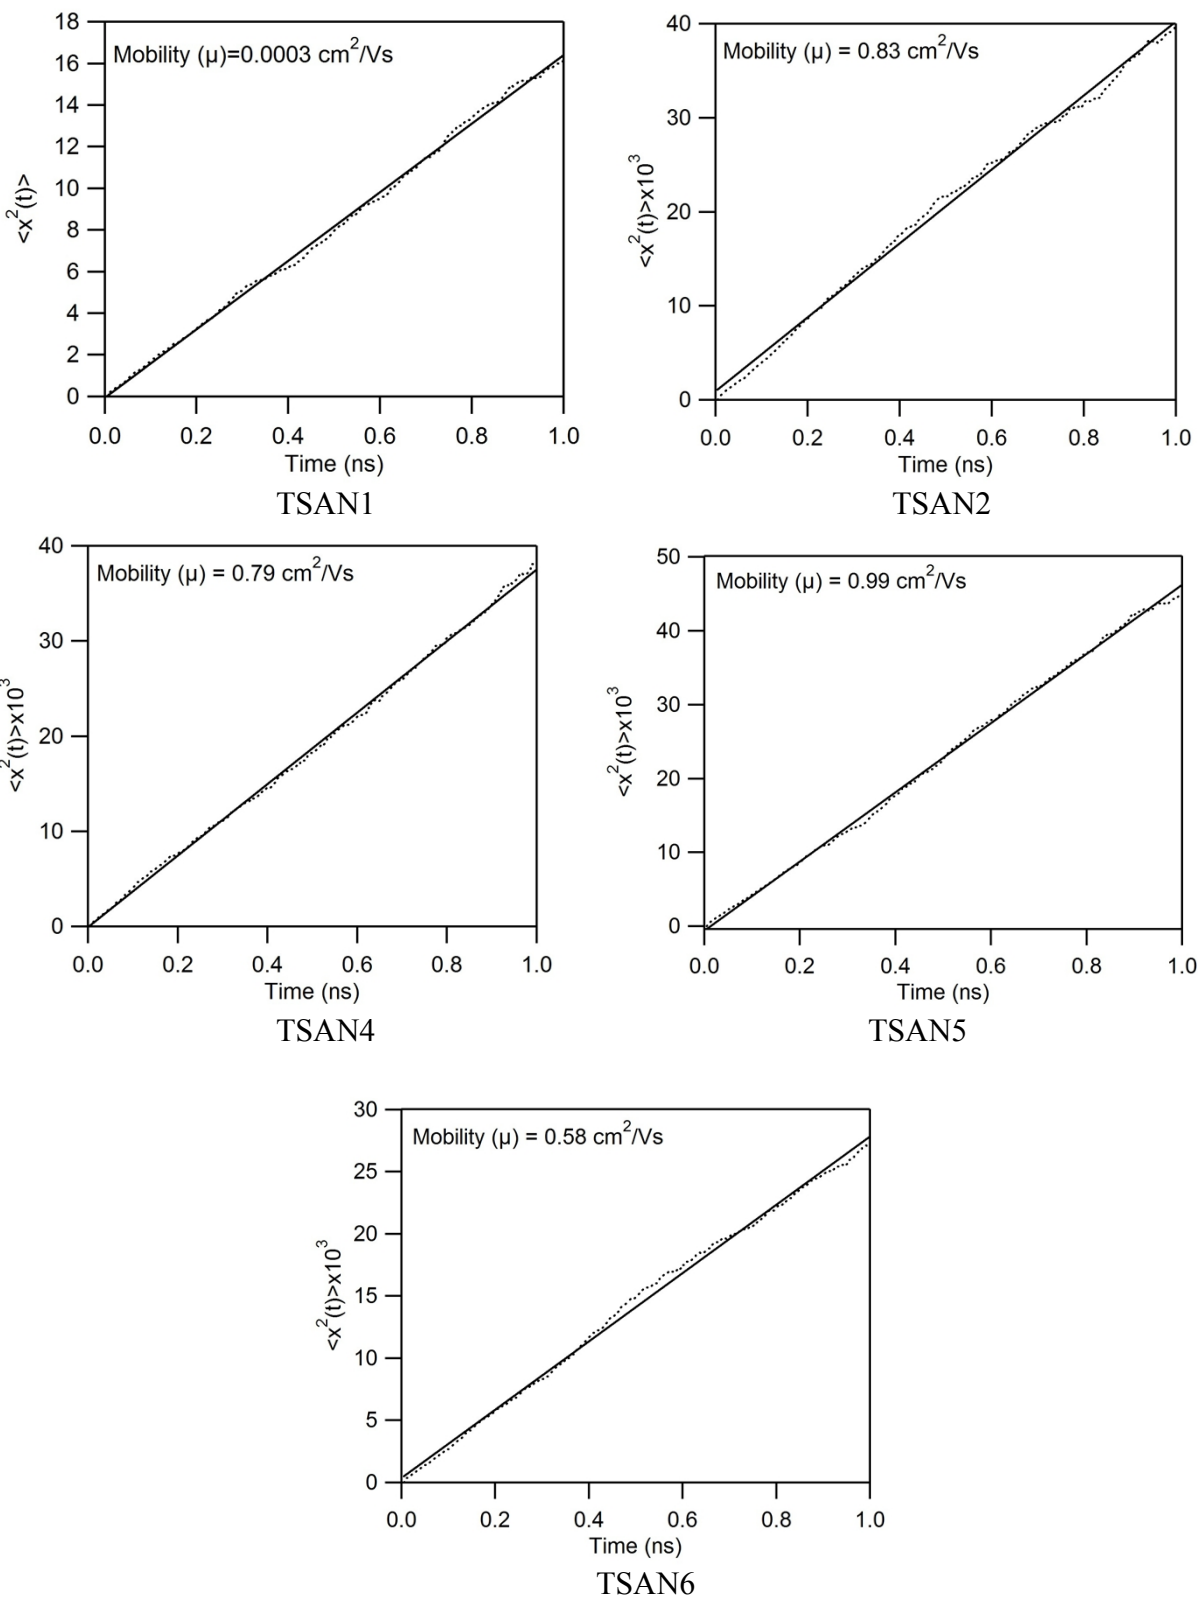 18
16
14
12
10
8
6
4
2
0
<x²(t)>
Mobility (μ)=0.0003 cm²/Vs
0.0 0.2 0.4 0.6 0.8 1.0
Time (ns)
TSAN1
40
30
20
10
0
<x²(t)>x10³
Mobility (μ) = 0.83 cm²/Vs
0.0 0.2 0.4 0.6 0.8 1.0
Time (ns)
TSAN2
40
30
20
10
0
<x²(t)>x10³
Mobility (μ) = 0.79 cm²/Vs
0.0 0.2 0.4 0.6 0.8 1.0
Time (ns)
TSAN4
50
40
30
20
10
0
<x²(t)>x10³
Mobility (μ) = 0.99 cm²/Vs
0.0 0.2 0.4 0.6 0.8 1.0
Time (ns)
TSAN5
30
25
20
15
10
5
0
<x²(t)>x10³
Mobility (μ) = 0.58 cm²/Vs
0.0 0.2 0.4 0.6 0.8 1.0
Time (ns)
TSAN6